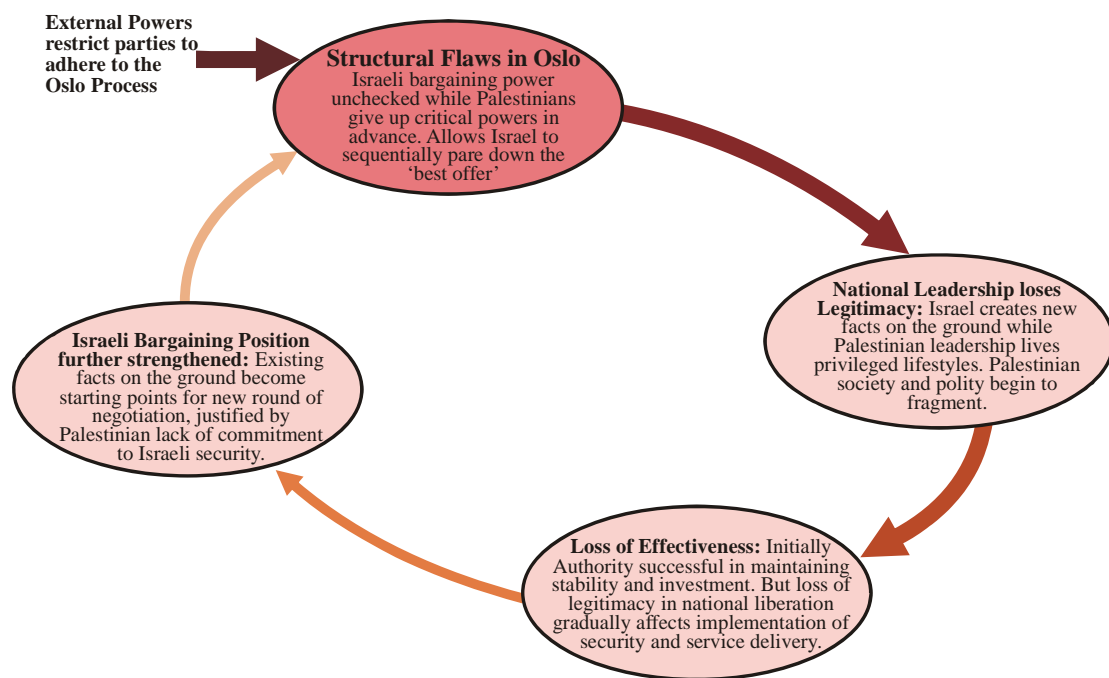 External Powers
restrict parties to
adhere to the
Oslo Process
Structural Flaws in Oslo
Israeli bargaining power
unchecked while Palestinians
give up critical powers in
advance. Allows Israel to
sequentially pare down the
‘best offer’
National Leadership loses
Legitimacy: Israel creates new
facts on the ground while
Palestinian leadership lives
privileged lifestyles. Palestinian
society and polity begin to
fragment.
Loss of Effectiveness: Initially
Authority successful in maintaining
stability and investment. But loss of
legitimacy in national liberation
gradually affects implementation of
security and service delivery.
Israeli Bargaining Position
further strengthened: Existing
facts on the ground become
starting points for new round of
negotiation, justified by
Palestinian lack of commitment
to Israeli security.